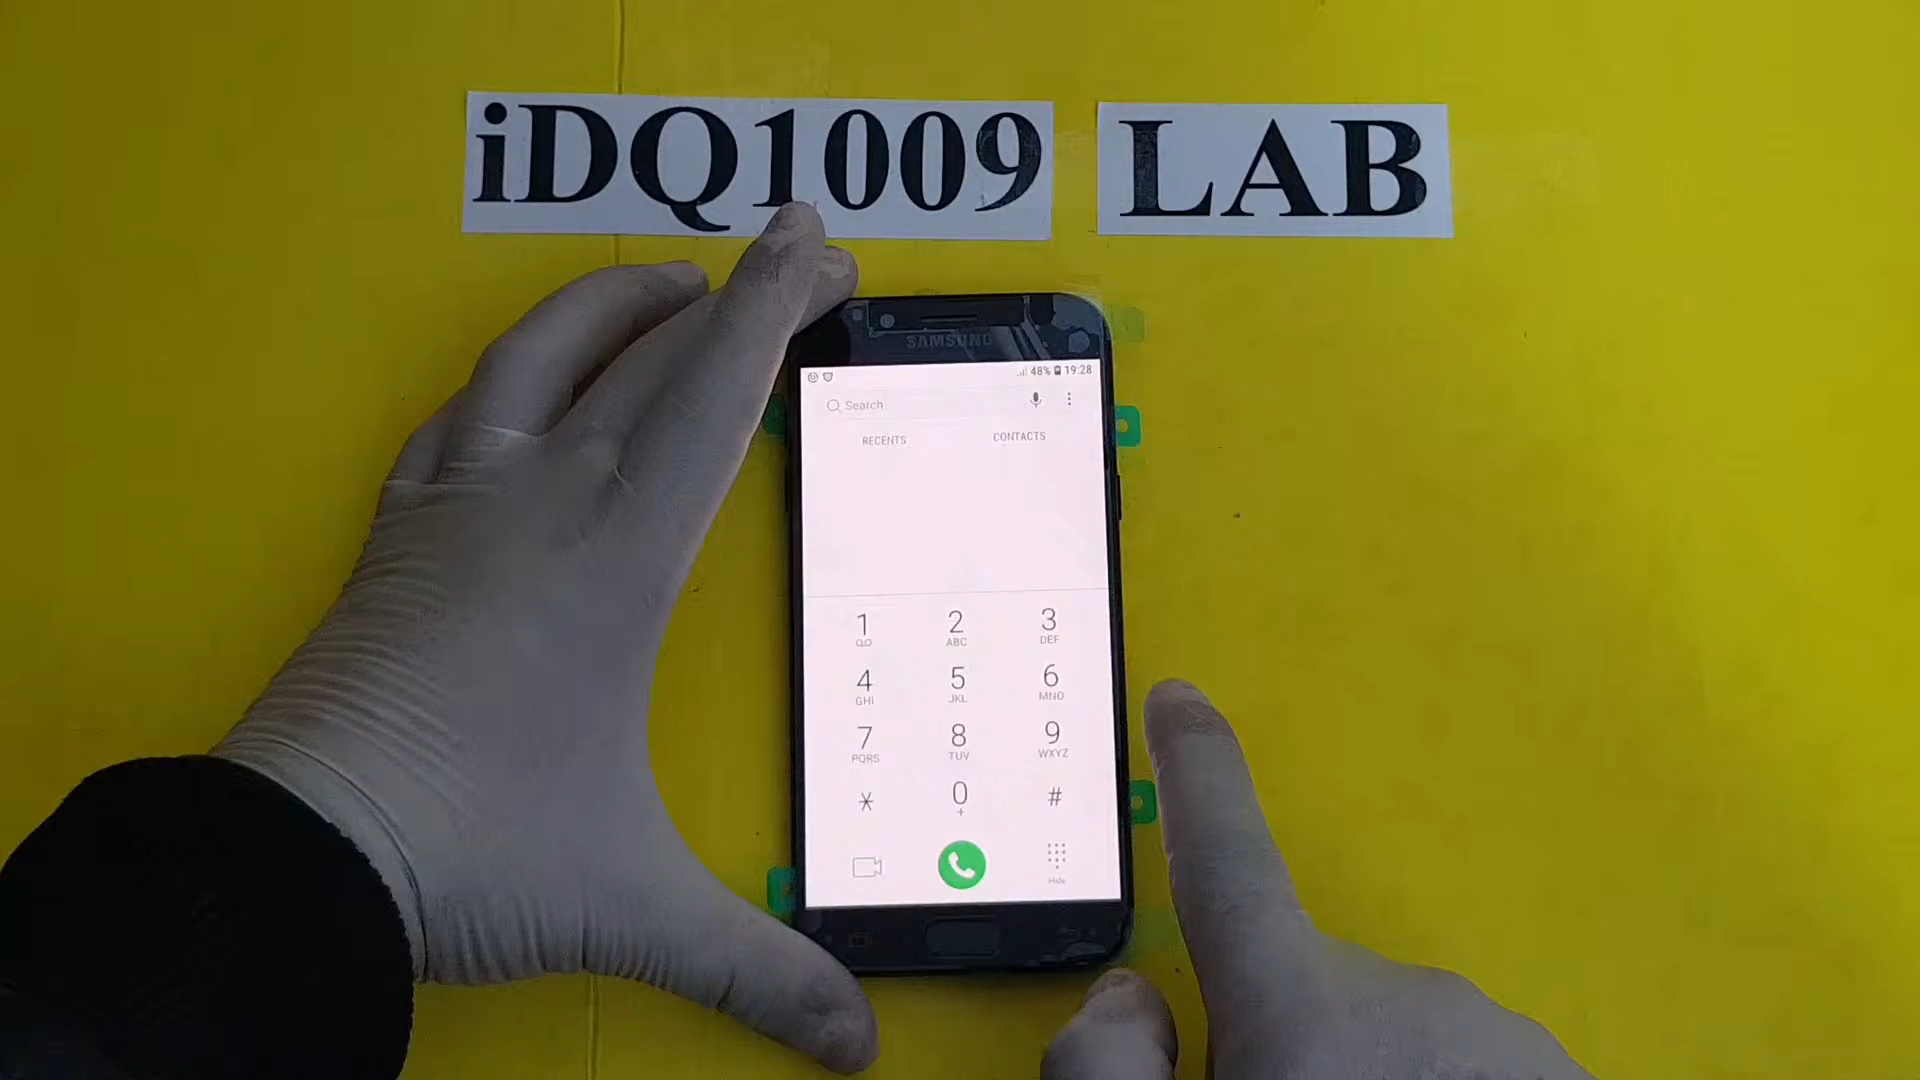 iDQ1009 LAB
SAMSUNG
48% 19:28
Search
RECENTS CONTACTS
1 2 3
ABC DEF
4 5 6
GHI JKL MNO
7 8 9
PQRS TUV WXYZ
* 0 #
+
Hide